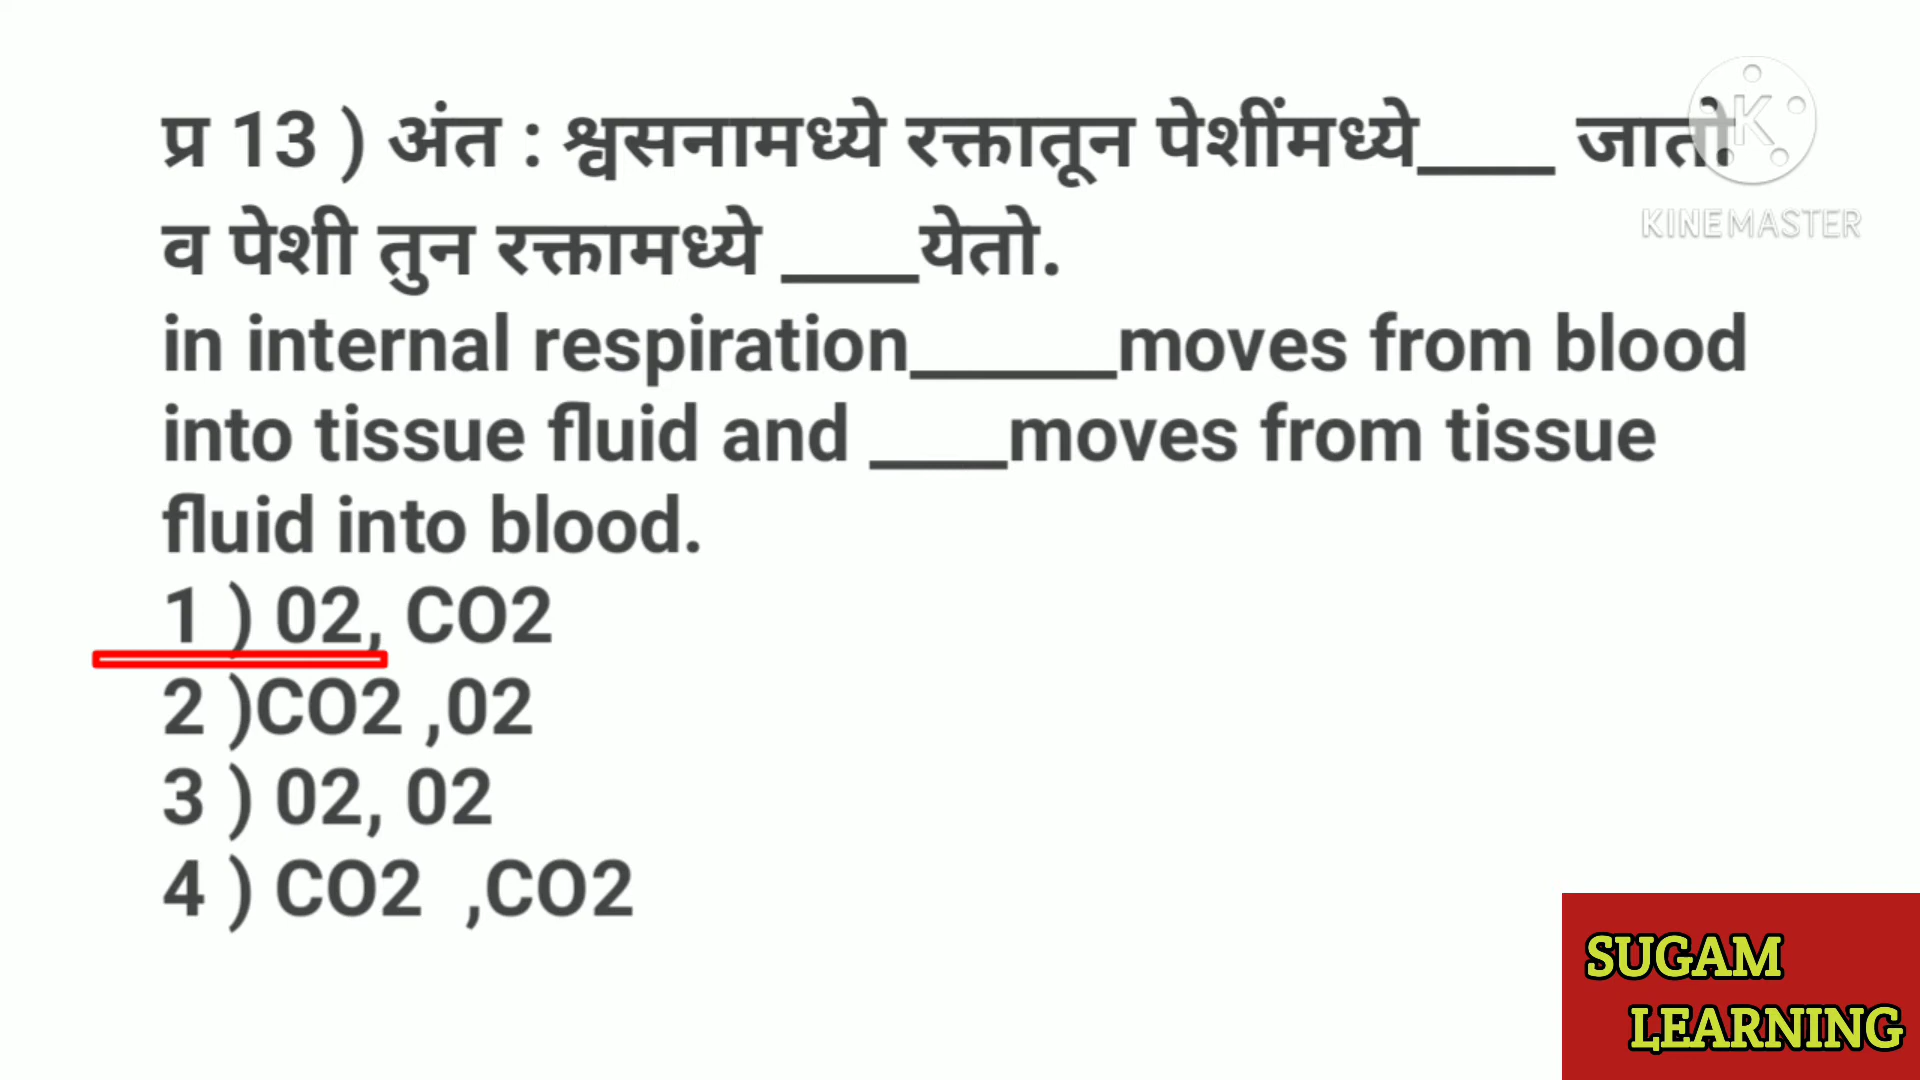 प्र 13 ) अंत : श्वसनामध्ये रक्तातून पेशींमध्ये____ जातो
व पेशी तुन रक्तामध्ये ____येतो.
in internal respiration______moves from blood
into tissue fluid and ____moves from tissue
fluid into blood.
1 ) 02, CO2
2 )CO2 ,02
3 ) 02, 02
4 ) CO2 ,CO2
K
KINEMASTER
SUGAM
LEARNING